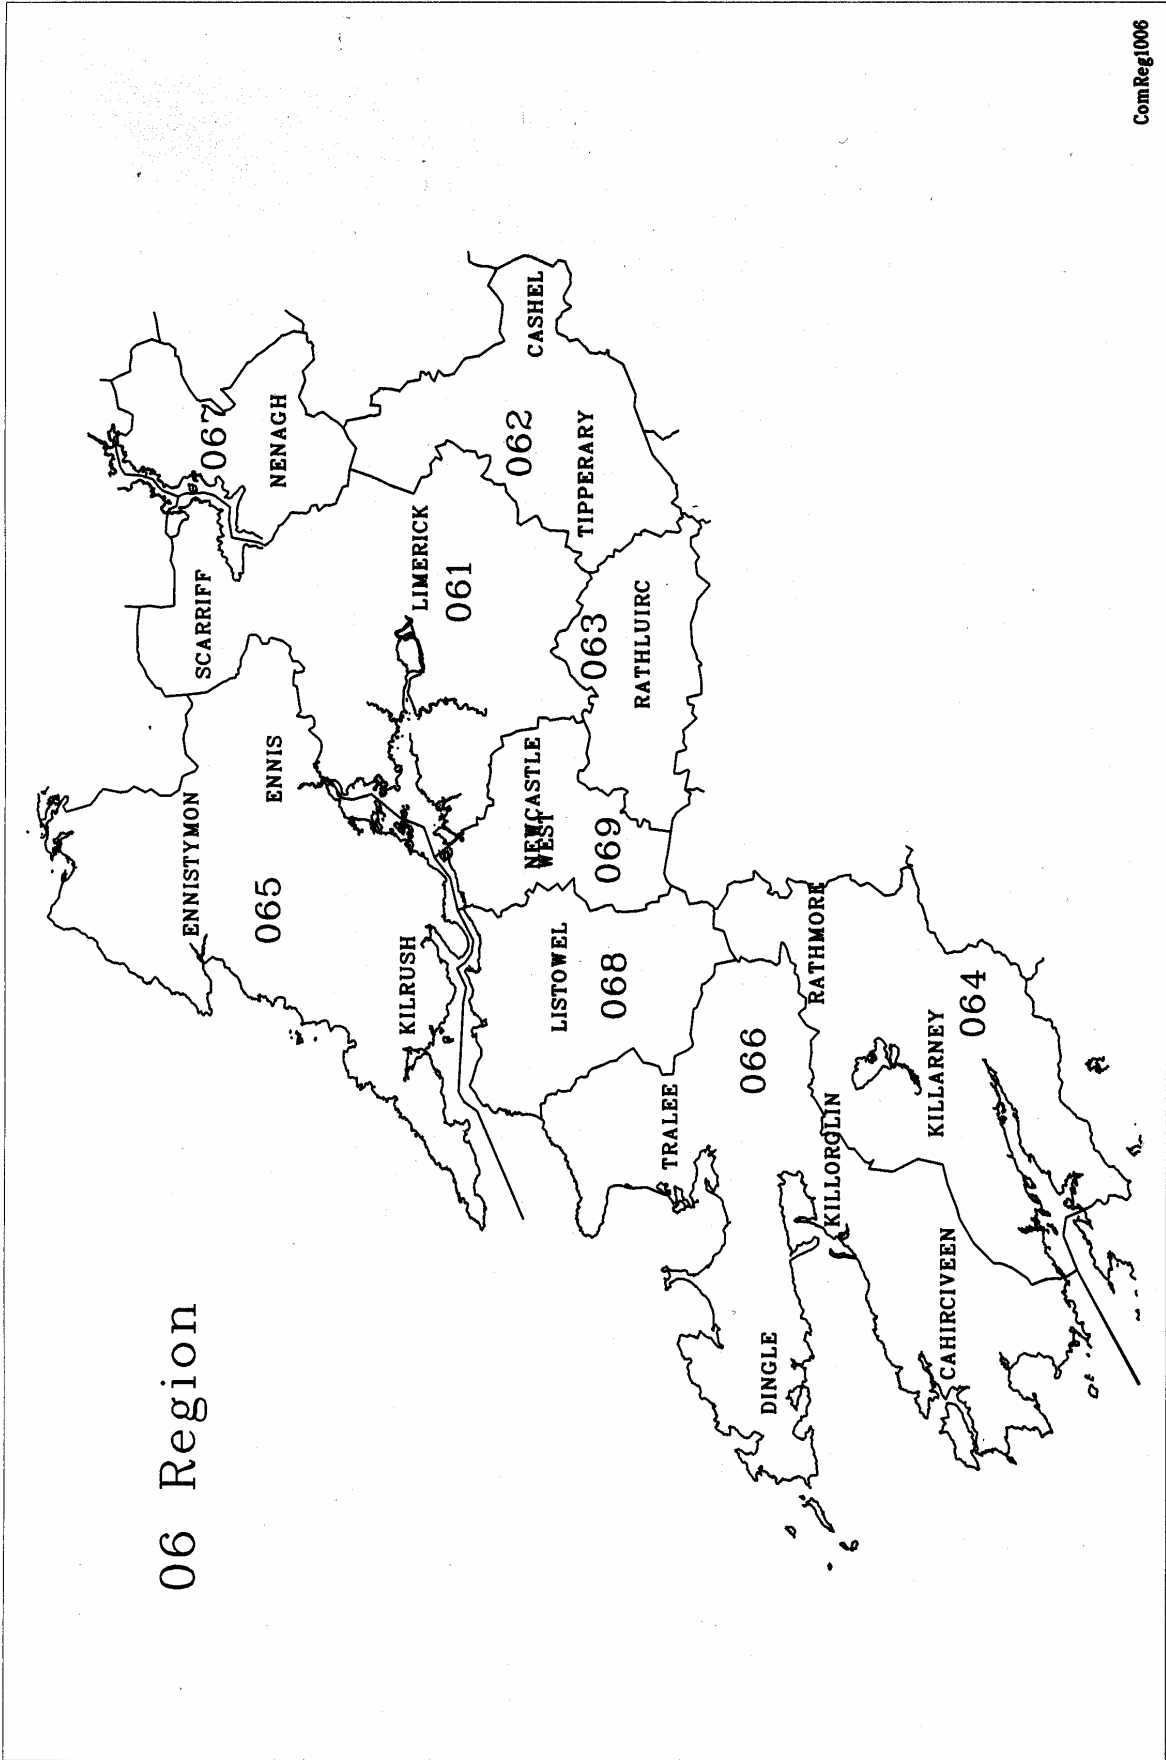 06 Region
ENNISTYMON
SCARRIFF
067
065
ENNIS
NENAGH
KILRUSH
LIMERICK
061
062
CASHEL
NEWCASTLE
WEST
LISTOWEL
TIPPERARY
063
069
068
RATHLUIRC
TRALEE
066
DINGLE
RATHMORE
KILLORGLIN
KILLARNEY
CAHIRCIVEEN
064
ComReg1006